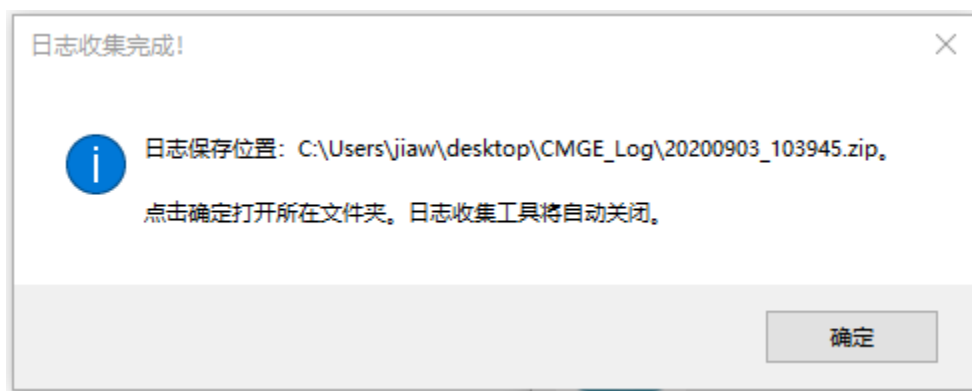 日志收集完成!
日志保存位置：C:\Users\jiaw\desktop\CMGE_Log\20200903_103945.zip。
点击确定打开所在文件夹。日志收集工具将自动关闭。
确定